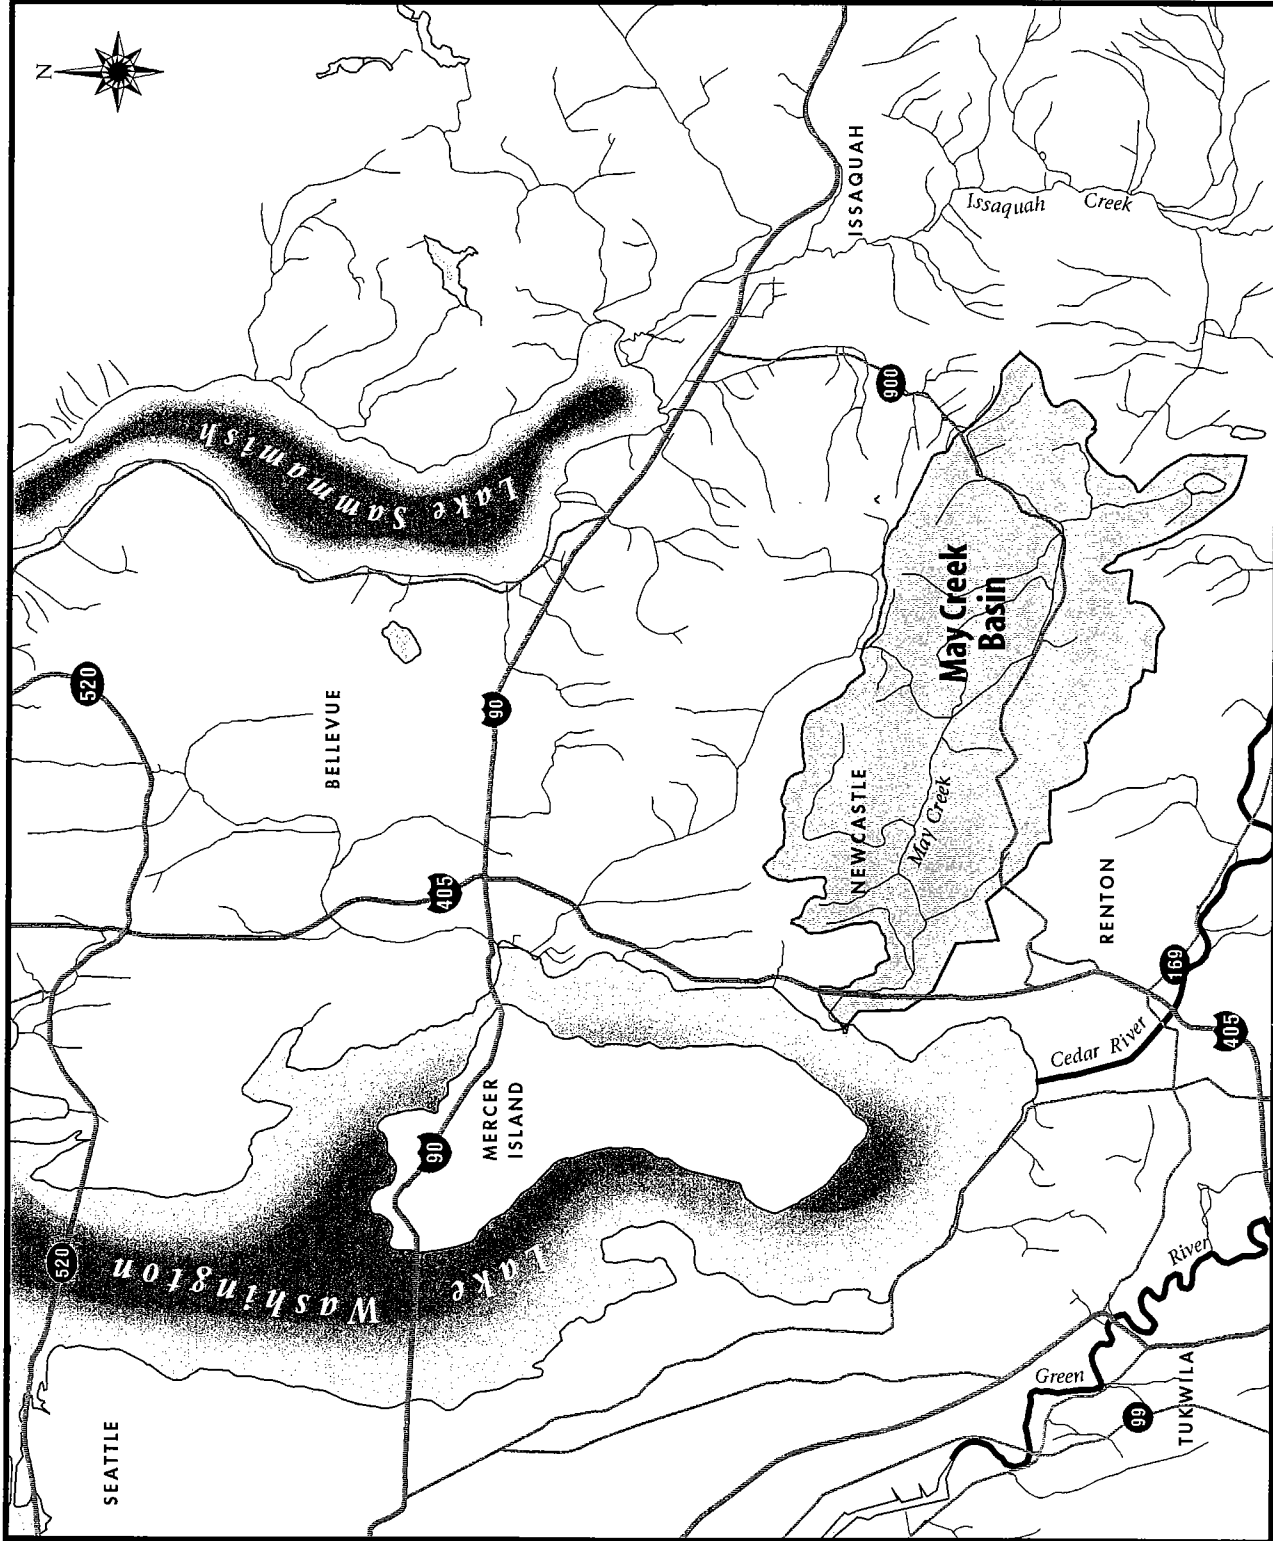 N
SEATTLE
520
Lake
Washington
520
90
MERCER
ISLAND
BELLEVUE
405
90
Lake Sammamish
ISSAQUAH
Issaquah Creek
900
May Creek
Basin
NEWCASTLE
May Creek
RENTON
169
405
Cedar River
Green
River
99
TUKWILA